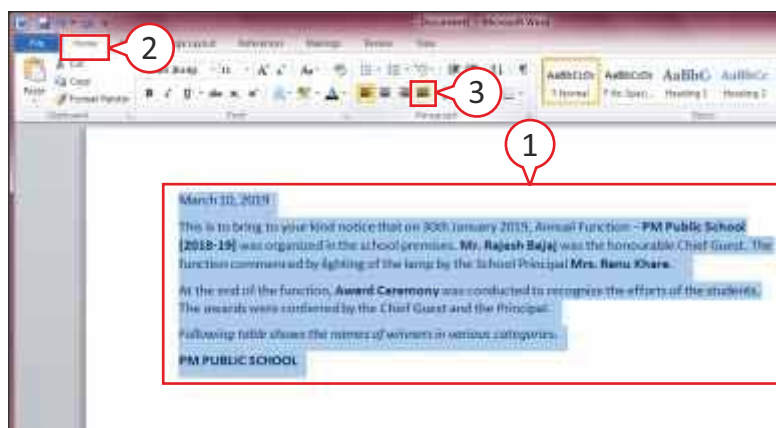 Document1 - Microsoft Word
File Home Page Layout References Mailings Review View
2
Cut
Copy
Format Painter
Paste
11
B I U abc
3
AaBbCcDc AaBbCcDc AaBbC AaBbCc
¶ Normal ¶ No Spaci... Heading 1 Heading 2
Clipboard Font Paragraph
1
March 10, 2019
This is to bring to your kind notice that on 30th January 2019, Annual Function - PM Public School
[2018-19] was organized in the school premises. Mr. Rajesh Bajaj was the honourable Chief Guest. The
function commenced by lighting of the lamp by the School Principal Mrs. Renu Khare.
At the end of the function, Award Ceremony was conducted to recognize the efforts of the students.
The awards were conferred by the Chief Guest and the Principal.
Following table shows the names of winners in various categories.
PM PUBLIC SCHOOL